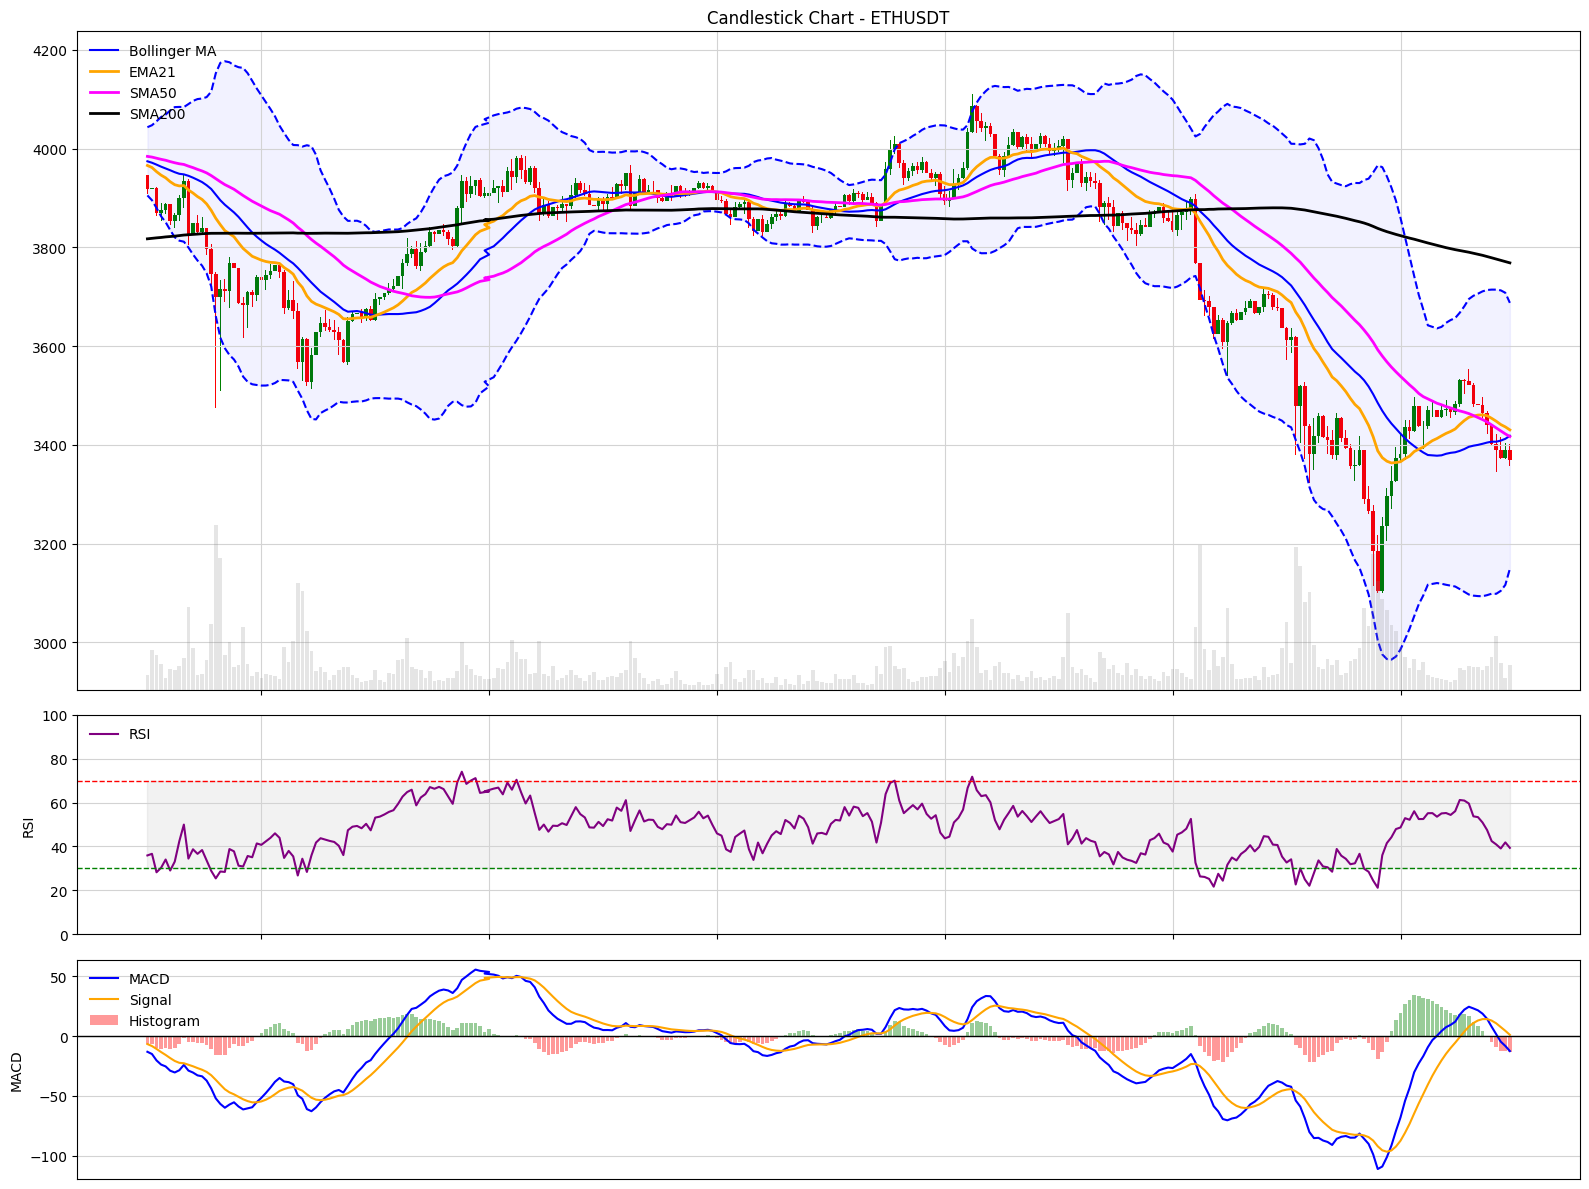 Candlestick Chart - ETHUSDT
Bollinger MA
EMA21
SMA50
SMA200
4200
4000
3800
3600
3400
3200
3000
RSI
RSI
100
80
60
40
20
0
MACD
Signal
Histogram
MACD
50
0
−50
−100